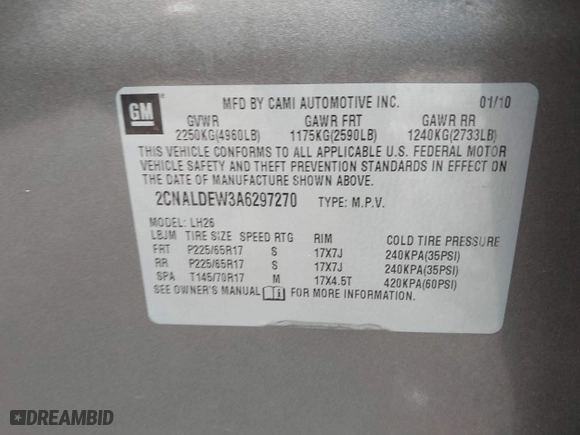 GM
MFD BY CAMI AUTOMOTIVE INC. 01/10
GVWR GAWR FRT GAWR RR
2250KG(4960LB) 1175KG(2590LB) 1240KG(2733LB)
THIS VEHICLE CONFORMS TO ALL APPLICABLE U.S. FEDERAL MOTOR
VEHICLE SAFETY AND THEFT PREVENTION STANDARDS IN EFFECT ON
THE DATE OF MANUFACTURE SHOWN ABOVE.
2CNALDEW3A6297270 TYPE: M.P.V.
MODEL: LH26
LBJM TIRE SIZE SPEED RTG RIM COLD TIRE PRESSURE
FRT P225/65R17 S 17X7J 240KPA(35PSI)
RR P225/65R17 S 17X7J 240KPA(35PSI)
SPA T145/70R17 M 17X4.5T 420KPA(60PSI)
SEE OWNER'S MANUAL FOR MORE INFORMATION.
DREAMBID